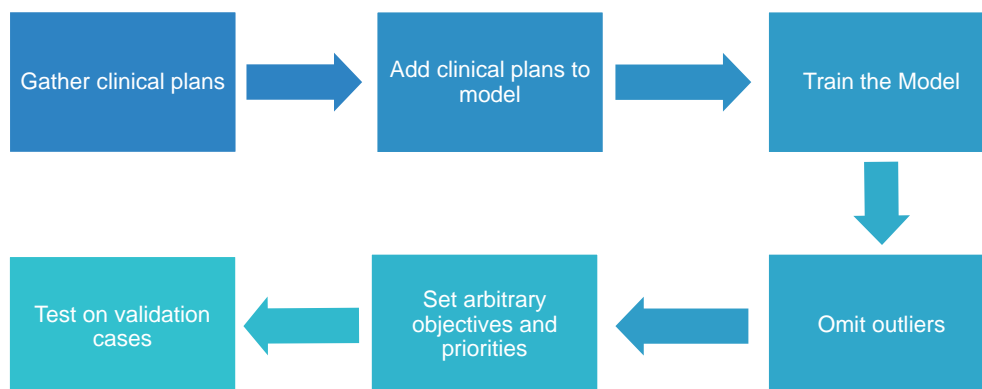 Gather clinical plans
Add clinical plans to
model
Train the Model
Omit outliers
Set arbitrary
objectives and
priorities
Test on validation
cases